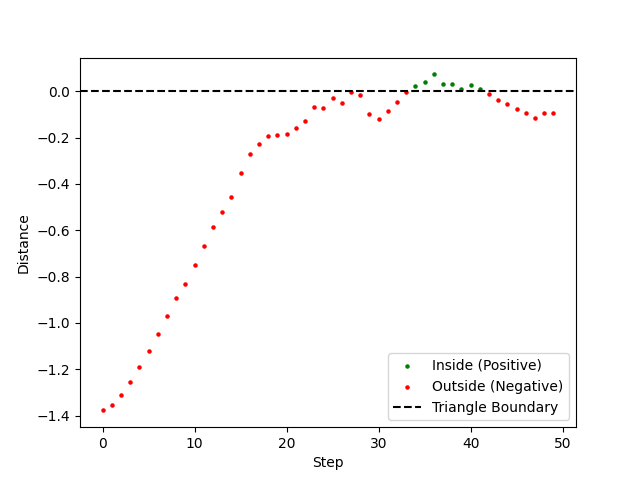 0.0
−0.2
−0.4
−0.6
−0.8
−1.0
−1.2
−1.4
Distance
Inside (Positive)
Outside (Negative)
Triangle Boundary
0 10 20 30 40 50
Step